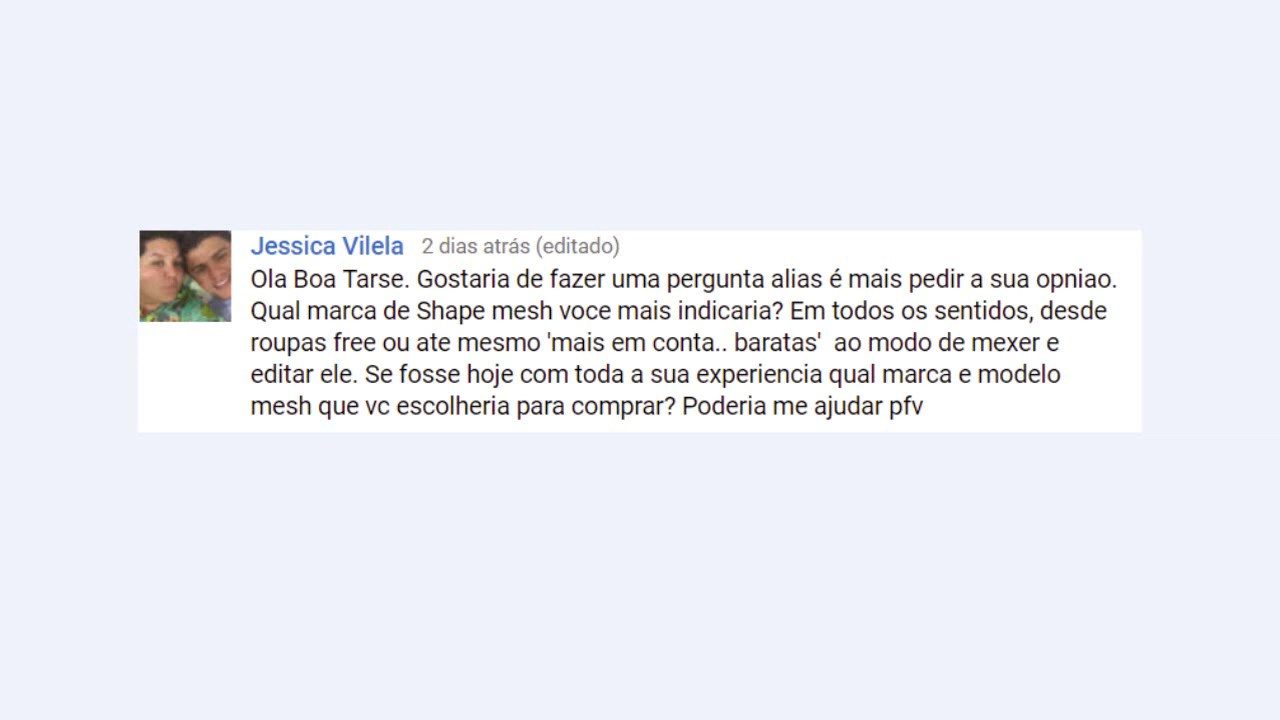 Jessica Vilela 2 dias atrás (editado)
Ola Boa Tarse. Gostaria de fazer uma pergunta alias é mais pedir a sua opniao.
Qual marca de Shape mesh voce mais indicaria? Em todos os sentidos, desde
roupas free ou ate mesmo 'mais em conta.. baratas'  ao modo de mexer e
editar ele. Se fosse hoje com toda a sua experiencia qual marca e modelo
mesh que vc escolheria para comprar? Poderia me ajudar pfv